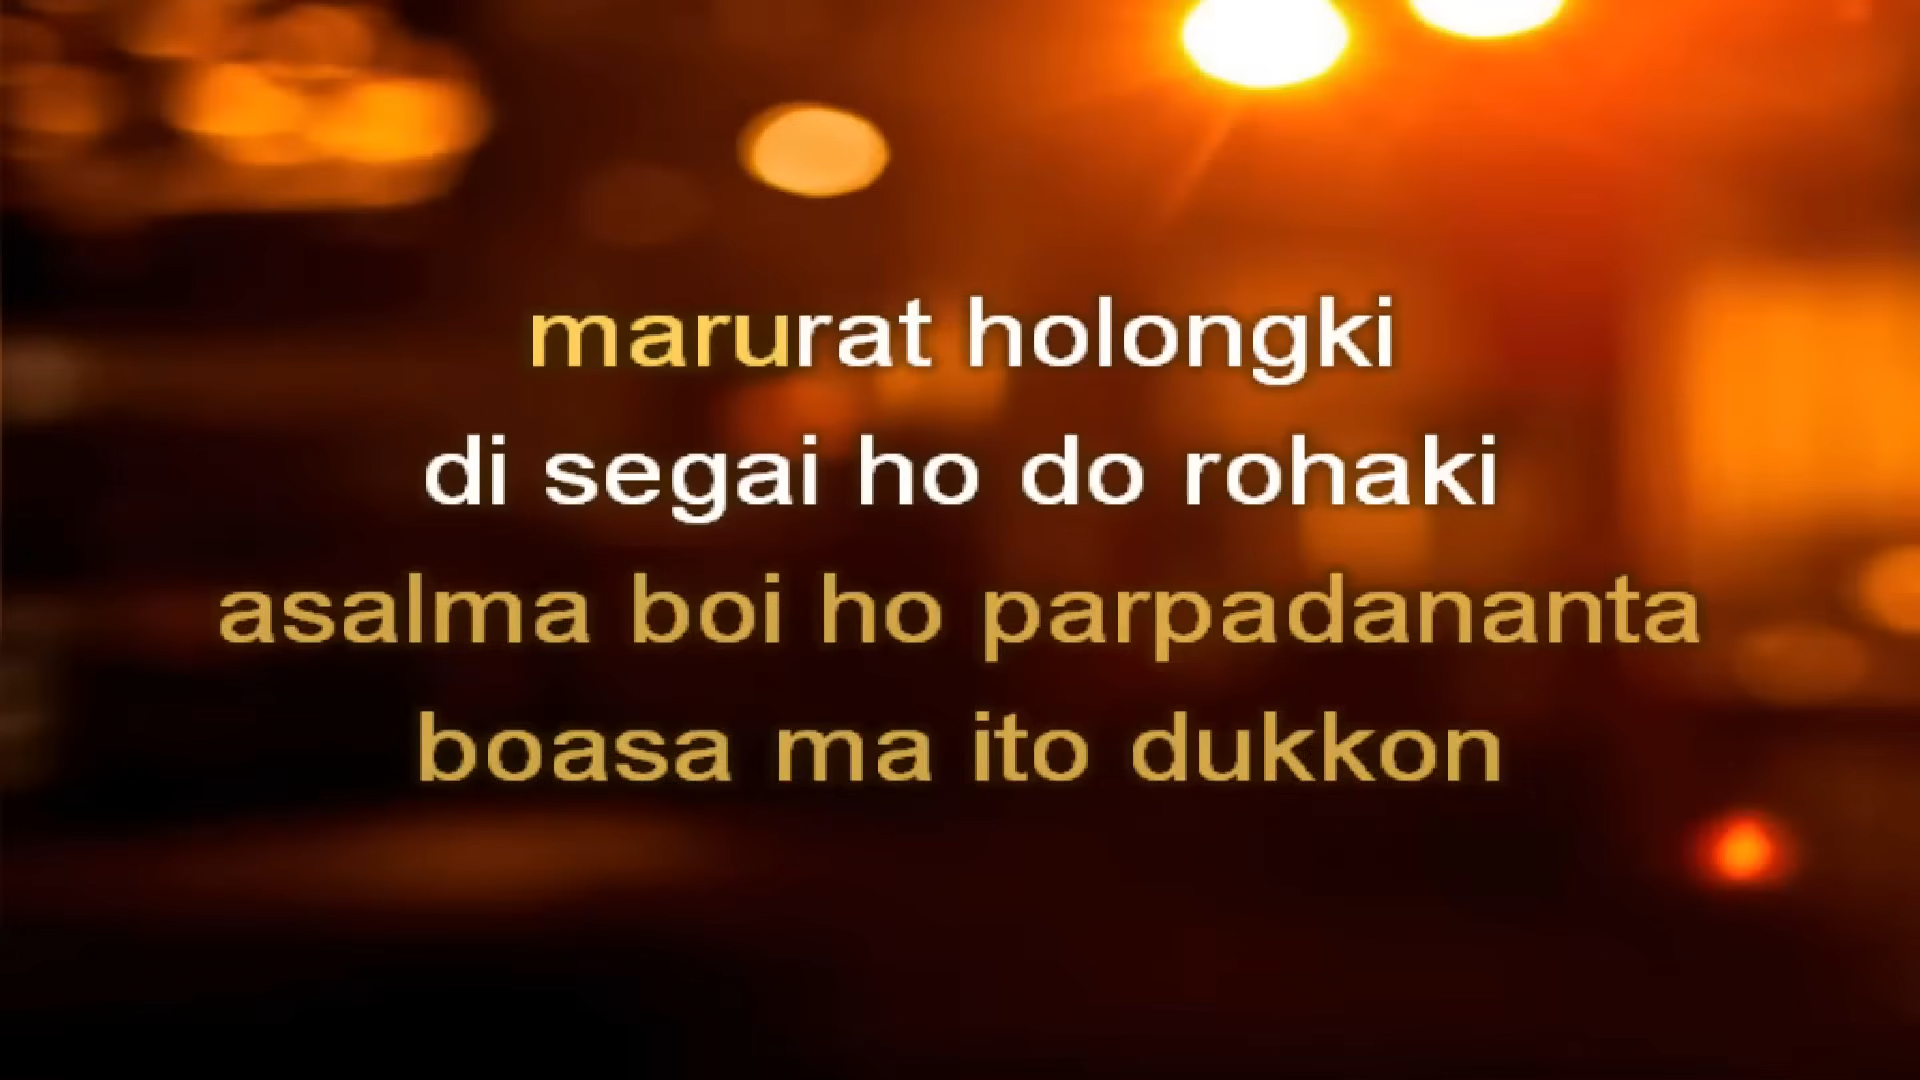 marurat holongki
di segai ho do rohaki
asalma boi ho parpadananta
boasa ma ito dukkon